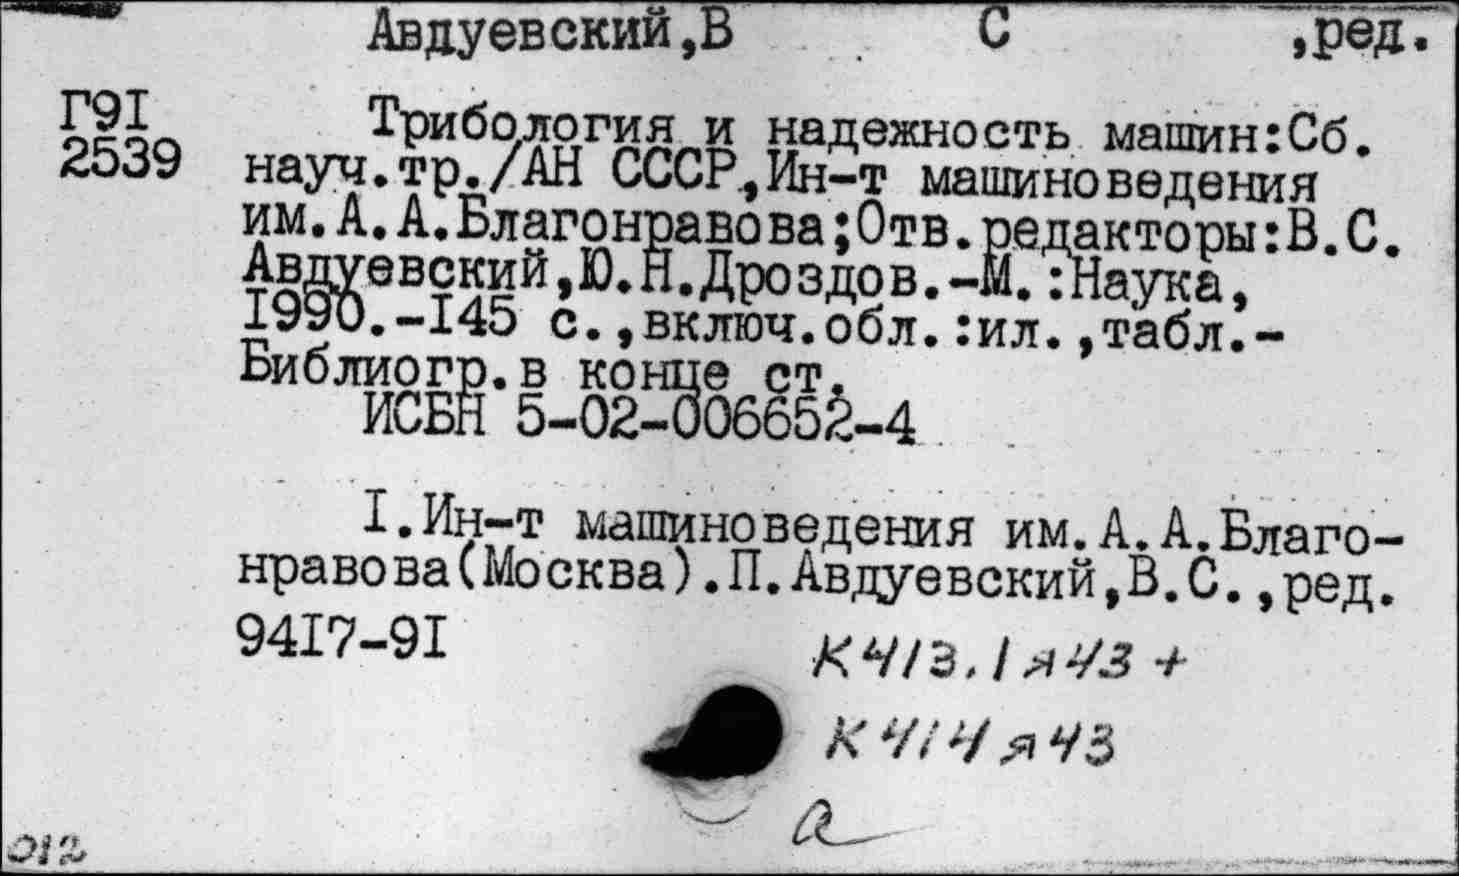 Авдуевский,В С ,ред.
Г91
2539
Трибология и надежность машин:Сб.
науч.тр./АН СССР,Ин-т машиноведения
им.А.А.Благонравова;Отв.редакторы:В.С.
Авдуевский,Ю.Н.Дроздов.-М.:Наука,
1990.-145 с.,включ.обл.:ил.,табл.-
Библиогр.в конце ст.
ИСБН 5-02-006652-4
I.Ин-т машиноведения им.А.А.Благо-
нравова(Москва).П.Авдуевский,В.С.,ред.
9417-91
К413.1я43 +
К414я43
а
012